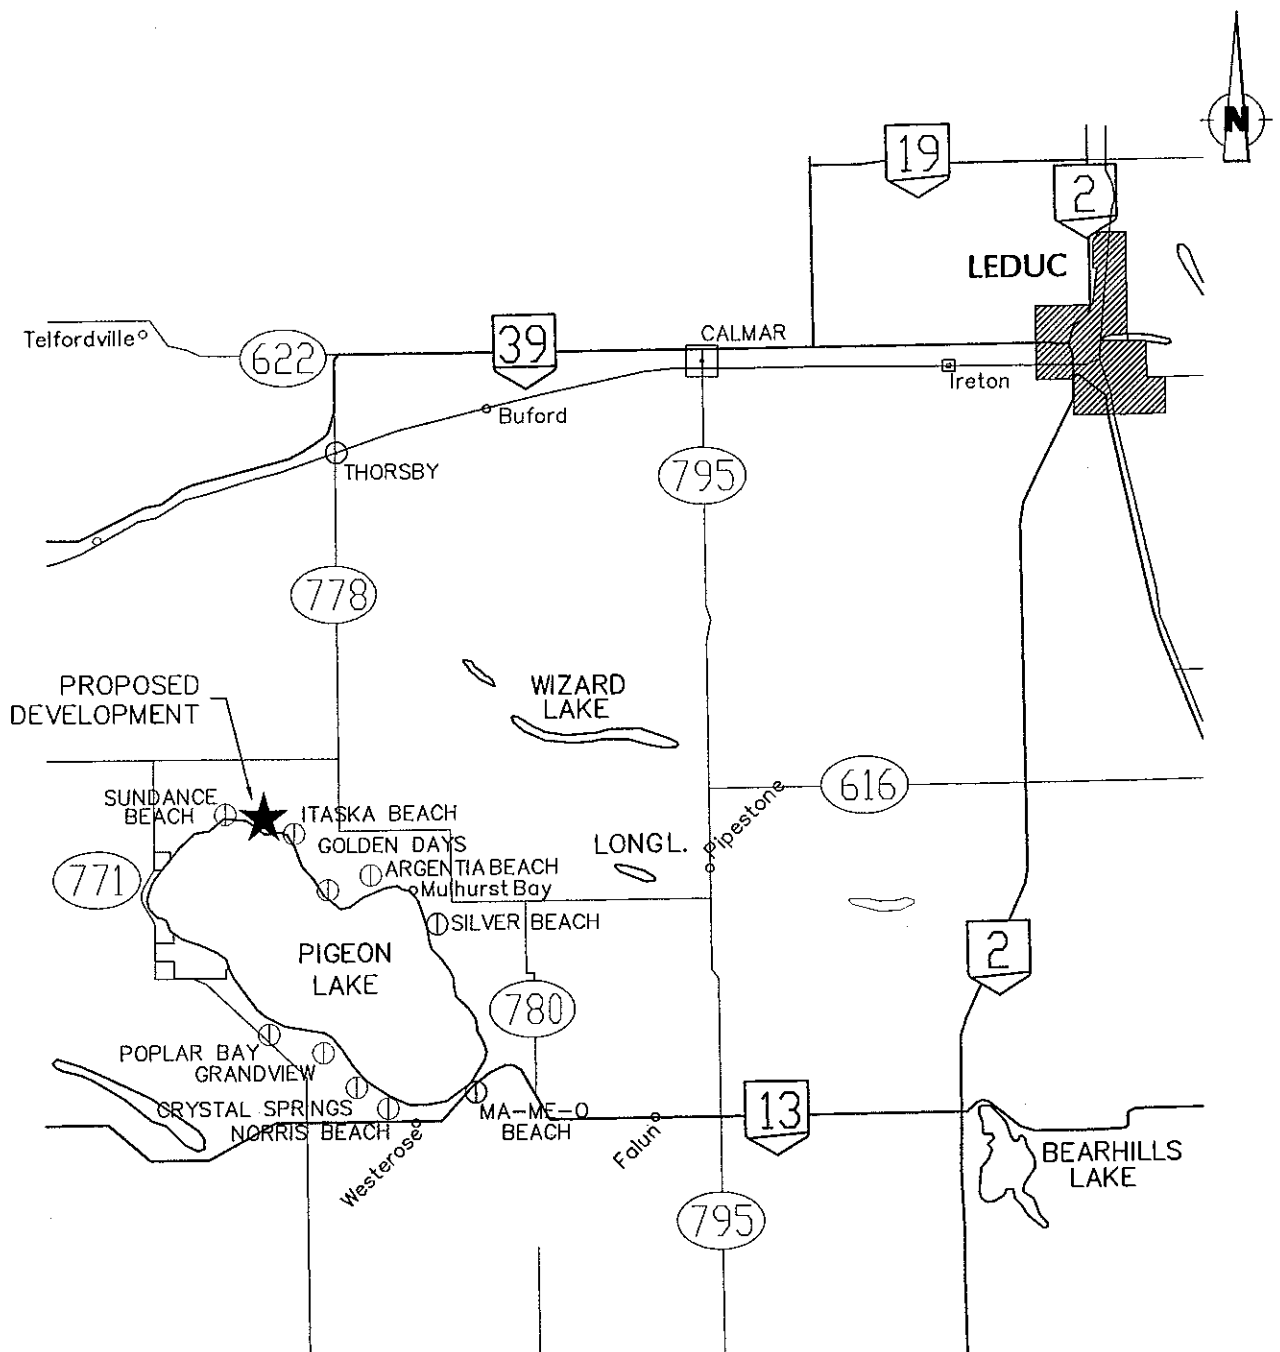 N
19
2
LEDUC
Telfordville
622
39
CALMAR
Ireton
Buford
THORSBY
795
778
PROPOSED
DEVELOPMENT
WIZARD
LAKE
616
SUNDANCE
BEACH
ITASKA BEACH
GOLDEN DAYS
LONG L.
Pipestone
771
ARGENTIA BEACH
Mulhurst Bay
SILVER BEACH
PIGEON
LAKE
2
780
POPLAR BAY
GRANDVIEW
CRYSTAL SPRINGS
NORRIS BEACH
MA-ME-O
BEACH
Westerose
Falun
13
BEARHILLS
LAKE
795